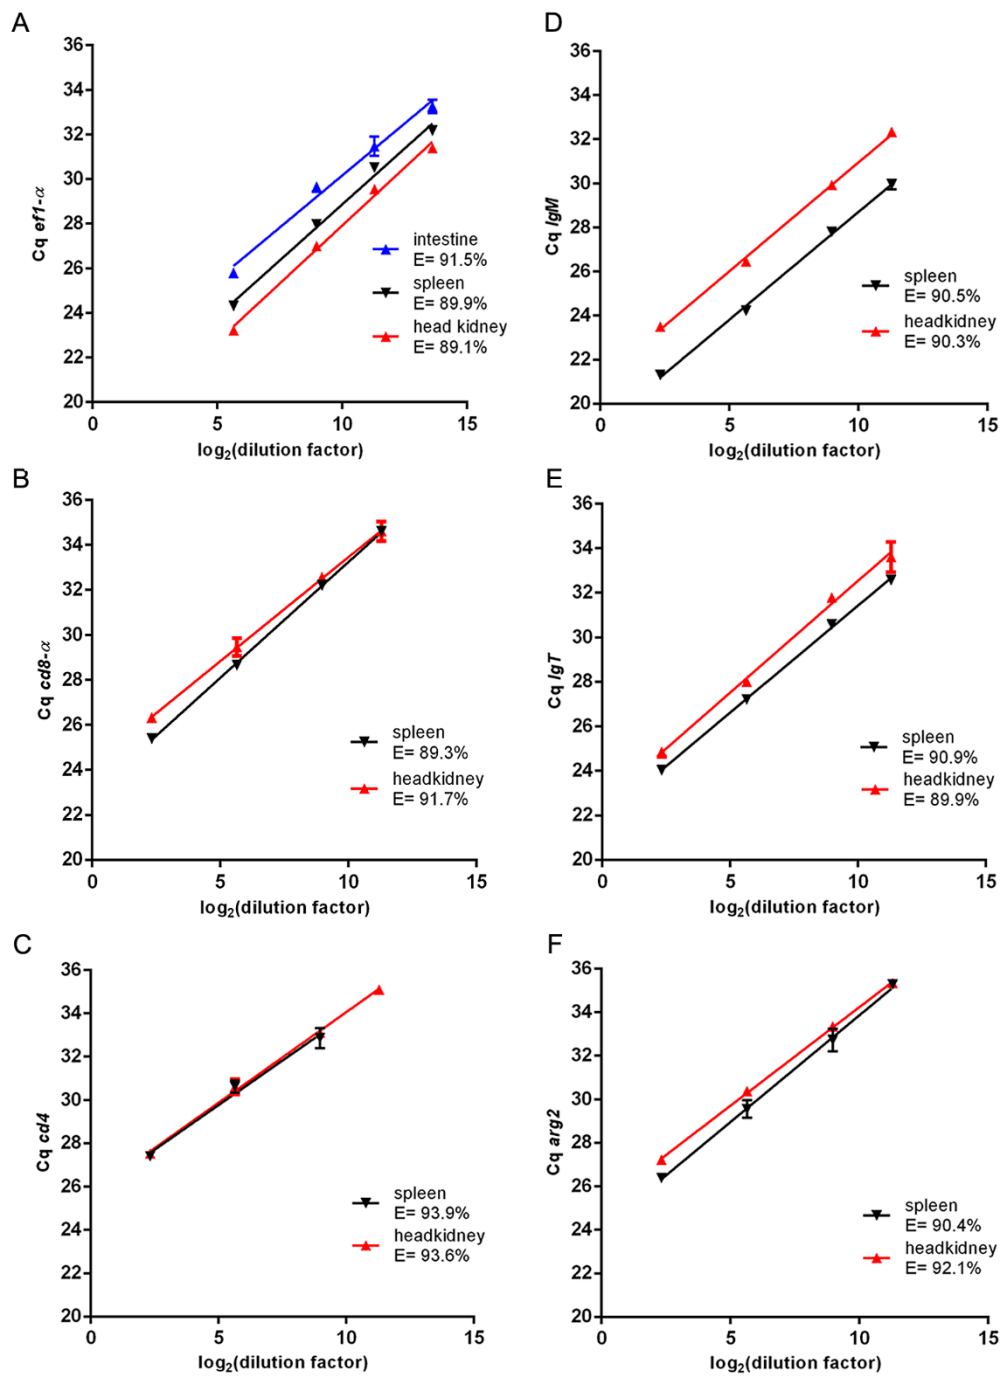 A
36
34
32
30
28
26
24
22
20
Cq ef1-α
intestine
E= 91.5%
spleen
E= 89.9%
head kidney
E= 89.1%
0 5 10 15
log₂(dilution factor)
D
36
34
32
30
28
26
24
22
20
Cq IgM
spleen
E= 90.5%
headkidney
E= 90.3%
0 5 10 15
log₂(dilution factor)
B
36
34
32
30
28
26
24
22
20
Cq cd8-α
spleen
E= 89.3%
headkidney
E= 91.7%
0 5 10 15
log₂(dilution factor)
E
36
34
32
30
28
26
24
22
20
Cq IgT
spleen
E= 90.9%
headkidney
E= 89.9%
0 5 10 15
log₂(dilution factor)
C
36
34
32
30
28
26
24
22
20
Cq cd4
spleen
E= 93.9%
headkidney
E= 93.6%
0 5 10 15
log₂(dilution factor)
F
36
34
32
30
28
26
24
22
20
Cq arg2
spleen
E= 90.4%
headkidney
E= 92.1%
0 5 10 15
log₂(dilution factor)